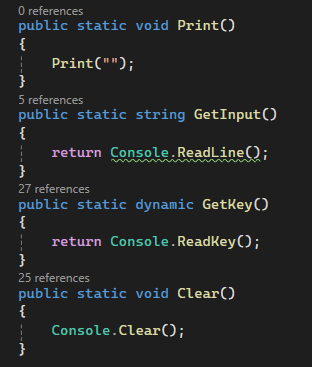 0 references
public static void Print()
{
Print("");
}
5 references
public static string GetInput()
{
return Console.ReadLine();
}
27 references
public static dynamic GetKey()
{
return Console.ReadKey();
}
25 references
public static void Clear()
{
Console.Clear();
}